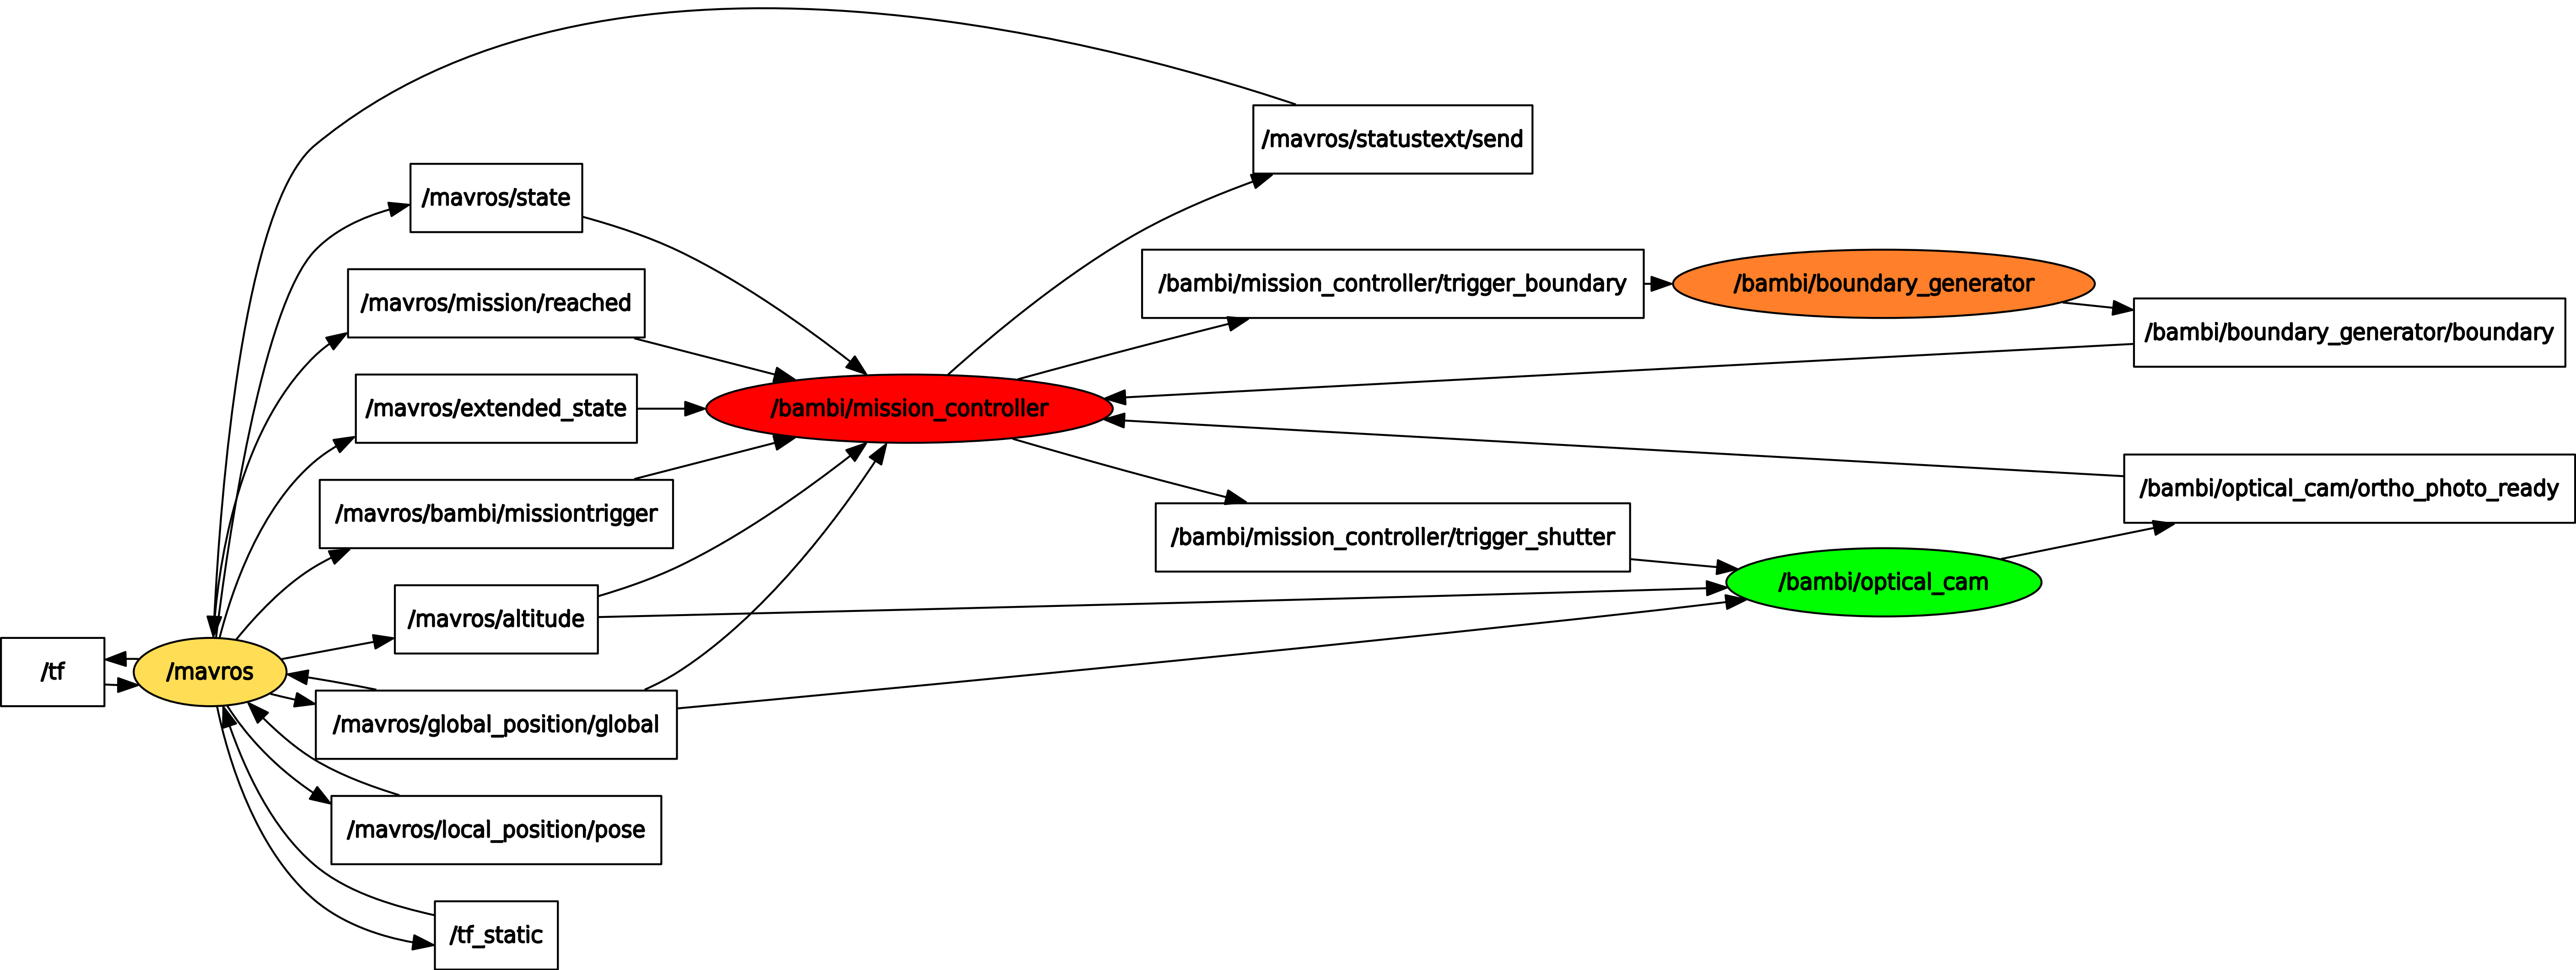 /mavros/statustext/send
/mavros/state
/bambi/mission_controller/trigger_boundary
/bambi/boundary_generator
/mavros/mission/reached
/bambi/boundary_generator/boundary
/mavros/extended_state
/bambi/mission_controller
/bambi/optical_cam/ortho_photo_ready
/mavros/bambi/missiontrigger
/bambi/mission_controller/trigger_shutter
/bambi/optical_cam
/mavros/altitude
/tf
/mavros
/mavros/global_position/global
/mavros/local_position/pose
/tf_static